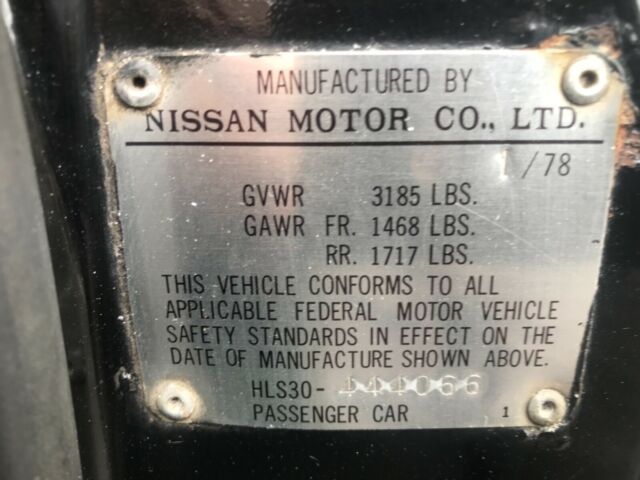 MANUFACTURED BY
NISSAN MOTOR CO., LTD.
1 /78
GVWR 3185 LBS.
GAWR FR. 1468 LBS.
RR. 1717 LBS.
THIS VEHICLE CONFORMS TO ALL
APPLICABLE FEDERAL MOTOR VEHICLE
SAFETY STANDARDS IN EFFECT ON THE
DATE OF MANUFACTURE SHOWN ABOVE.
HLS30-444066
PASSENGER CAR 1